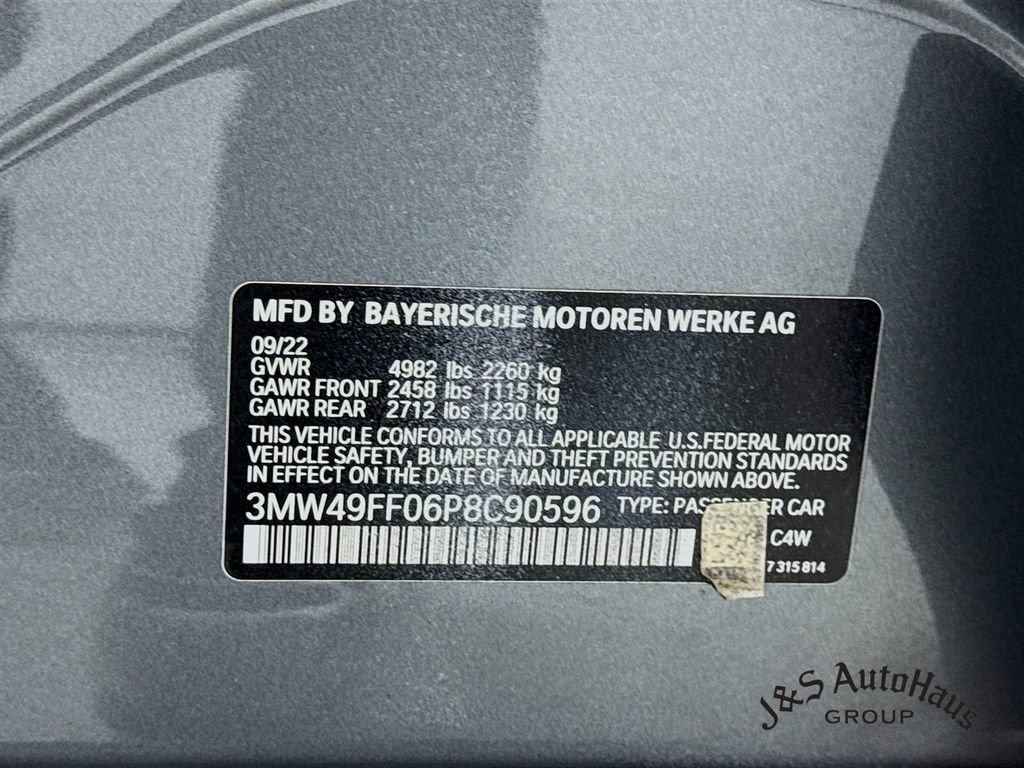 MFD BY BAYERISCHE MOTOREN WERKE AG
09/22
GVWR 4982 lbs 2260 kg
GAWR FRONT 2458 lbs 1115 kg
GAWR REAR 2712 lbs 1230 kg
THIS VEHICLE CONFORMS TO ALL APPLICABLE U.S.FEDERAL MOTOR
VEHICLE SAFETY, BUMPER AND THEFT PREVENTION STANDARDS
IN EFFECT ON THE DATE OF MANUFACTURE SHOWN ABOVE.
3MW49FF06P8C90596 TYPE: PASSENGER CAR
C4W
7 315 814
J&S AutoHaus
GROUP